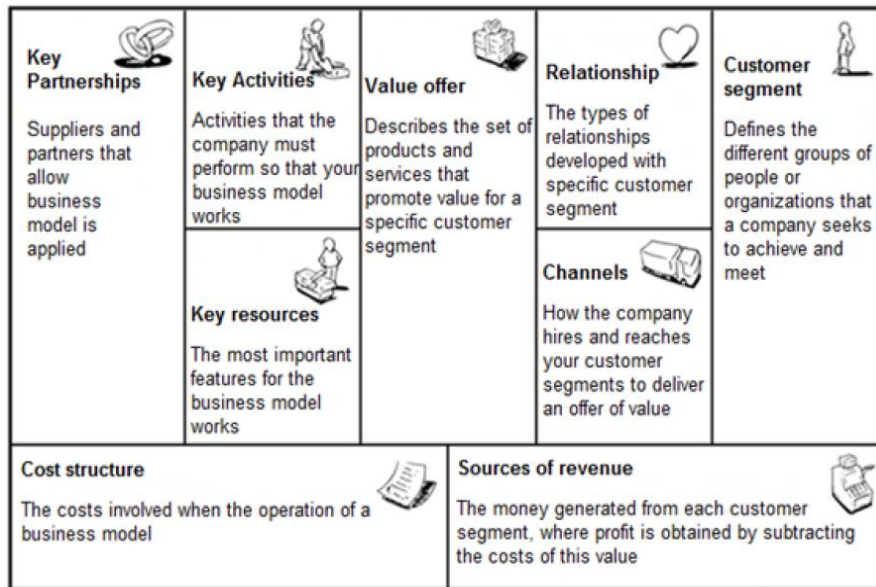 Key
Partnerships
Suppliers and
partners that
allow
business
model is
applied
Key Activities
Activities that the
company must
perform so that your
business model
works
Key resources
The most important
features for the
business model
works
Value offer
Describes the set of
products and
services that
promote value for a
specific customer
segment
Relationship
The types of
relationships
developed with
specific customer
segment
Channels
How the company
hires and reaches
your customer
segments to deliver
an offer of value
Customer
segment
Defines the
different groups of
people or
organizations that
a company seeks
to achieve and
meet
Cost structure
The costs involved when the operation of a
business model
Sources of revenue
The money generated from each customer
segment, where profit is obtained by subtracting
the costs of this value